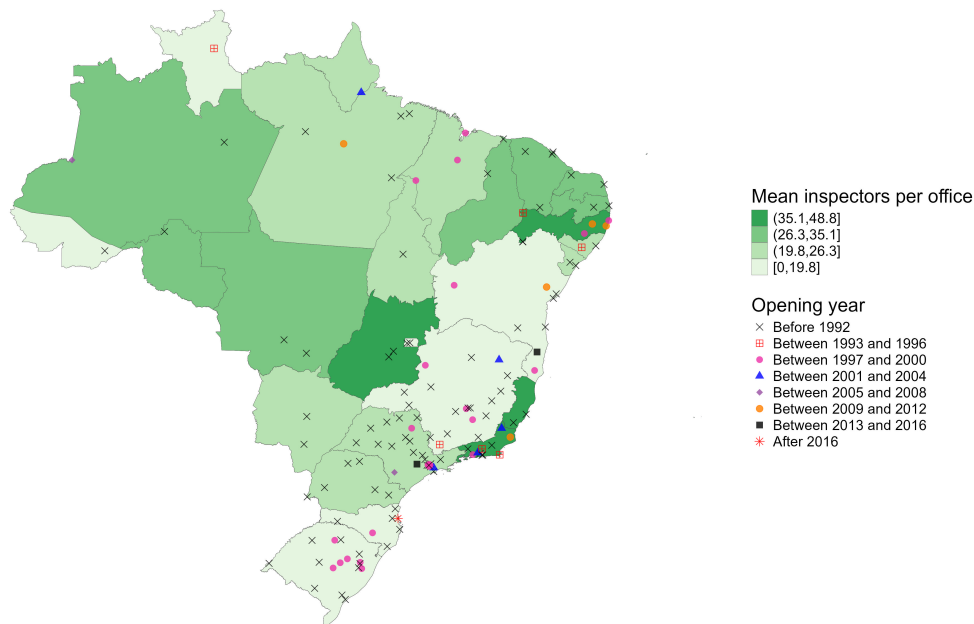 Mean inspectors per office
(35.1,48.8]
(26.3,35.1]
(19.8,26.3]
[0,19.8]
Opening year
Before 1992
Between 1993 and 1996
Between 1997 and 2000
Between 2001 and 2004
Between 2005 and 2008
Between 2009 and 2012
Between 2013 and 2016
After 2016